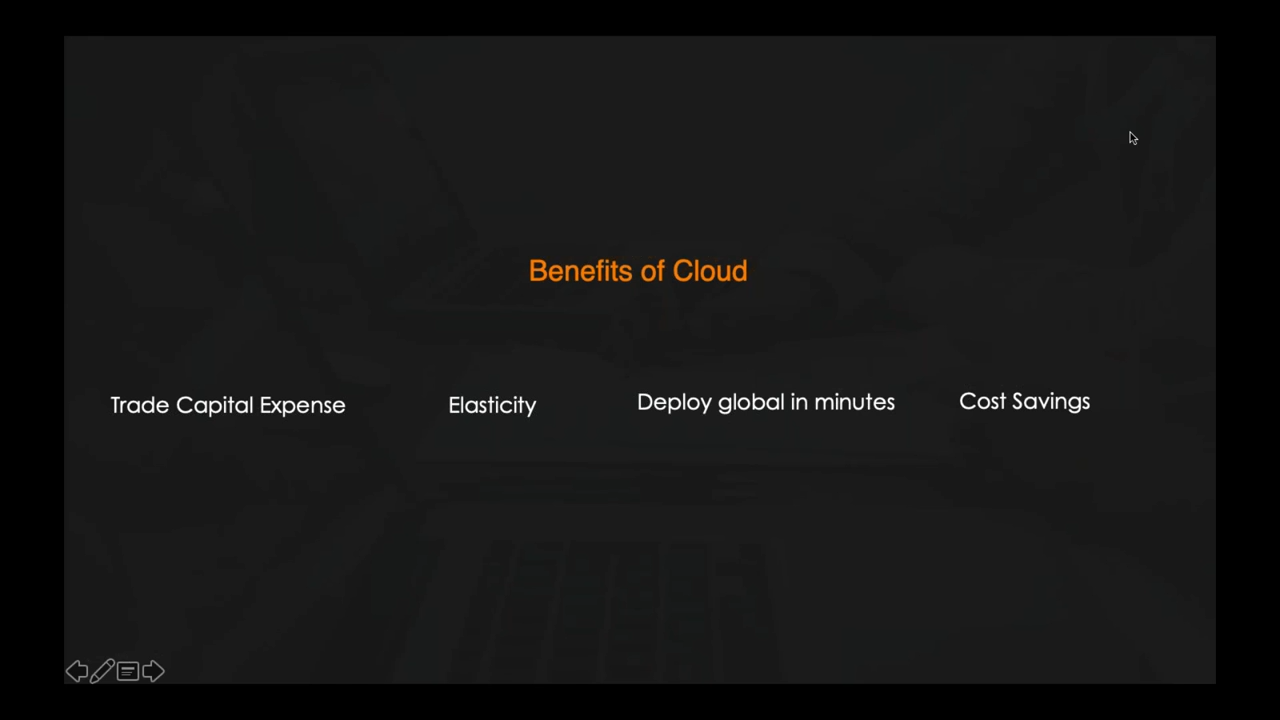 Benefits of Cloud
Trade Capital Expense
Elasticity
Deploy global in minutes
Cost Savings